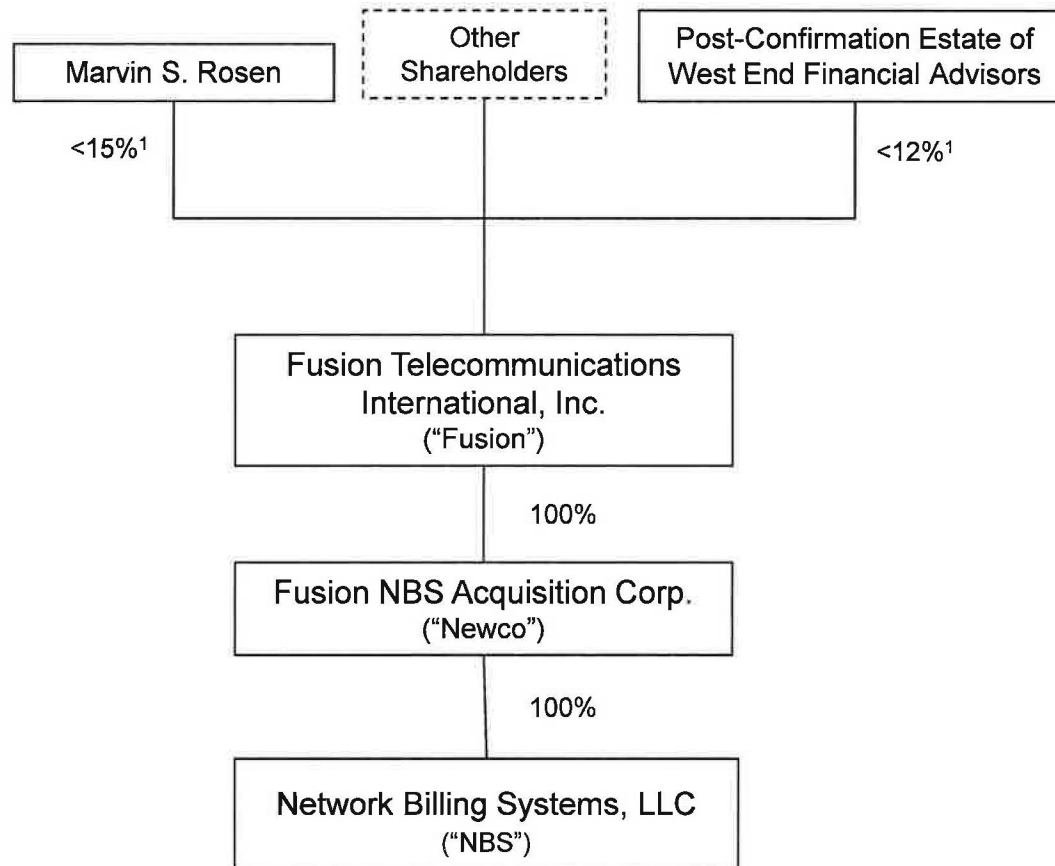 Marvin S. Rosen
Other
Shareholders
Post-Confirmation Estate of
West End Financial Advisors
<15%¹
<12%¹
Fusion Telecommunications
International, Inc.
(“Fusion”)
100%
Fusion NBS Acquisition Corp.
(“Newco”)
100%
Network Billing Systems, LLC
(“NBS”)